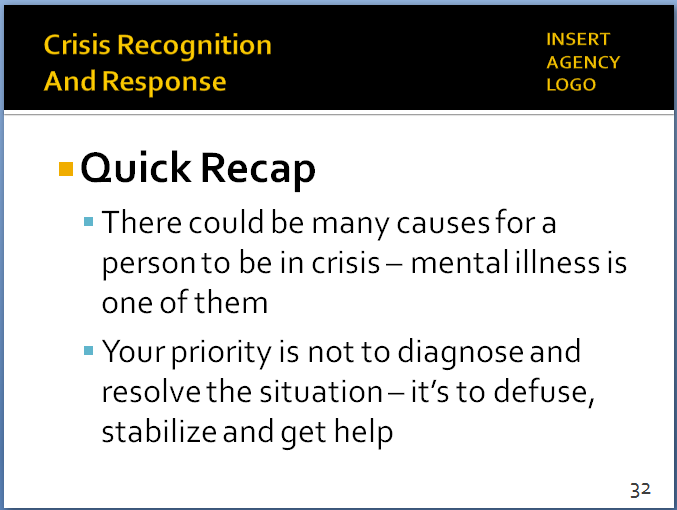 Crisis Recognition
And Response
INSERT
AGENCY
LOGO
Quick Recap
There could be many causes for a
person to be in crisis – mental illness is
one of them
Your priority is not to diagnose and
resolve the situation – it's to defuse,
stabilize and get help
32